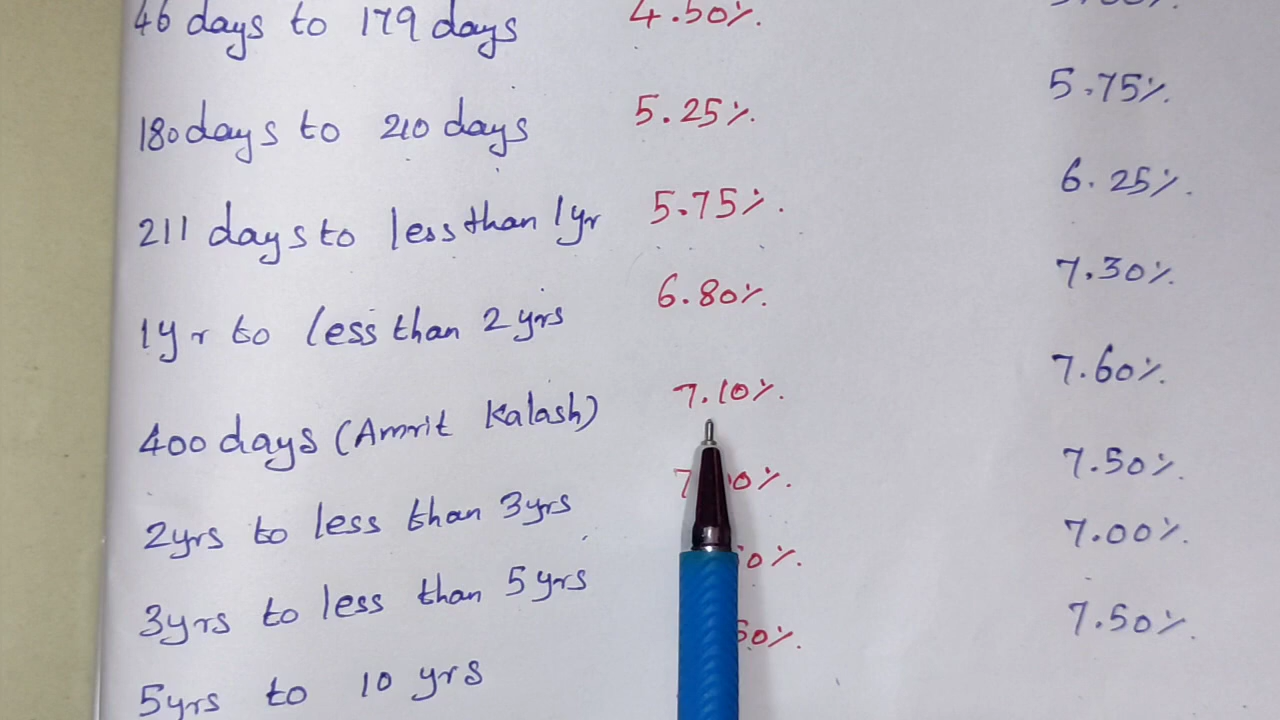 46 days to 179 days 4.50%.
180 days to 210 days 5.25%. 5.75%.
211 days to less than 1yr 5.75%. 6.25%.
1yr to less than 2yrs 6.80%. 7.30%.
400 days (Amrit Kalash) 7.10%. 7.60%.
2yrs to less than 3yrs 7.50%.
3yrs to less than 5yrs 7.00%.
5yrs to 10 yrs 7.50%.